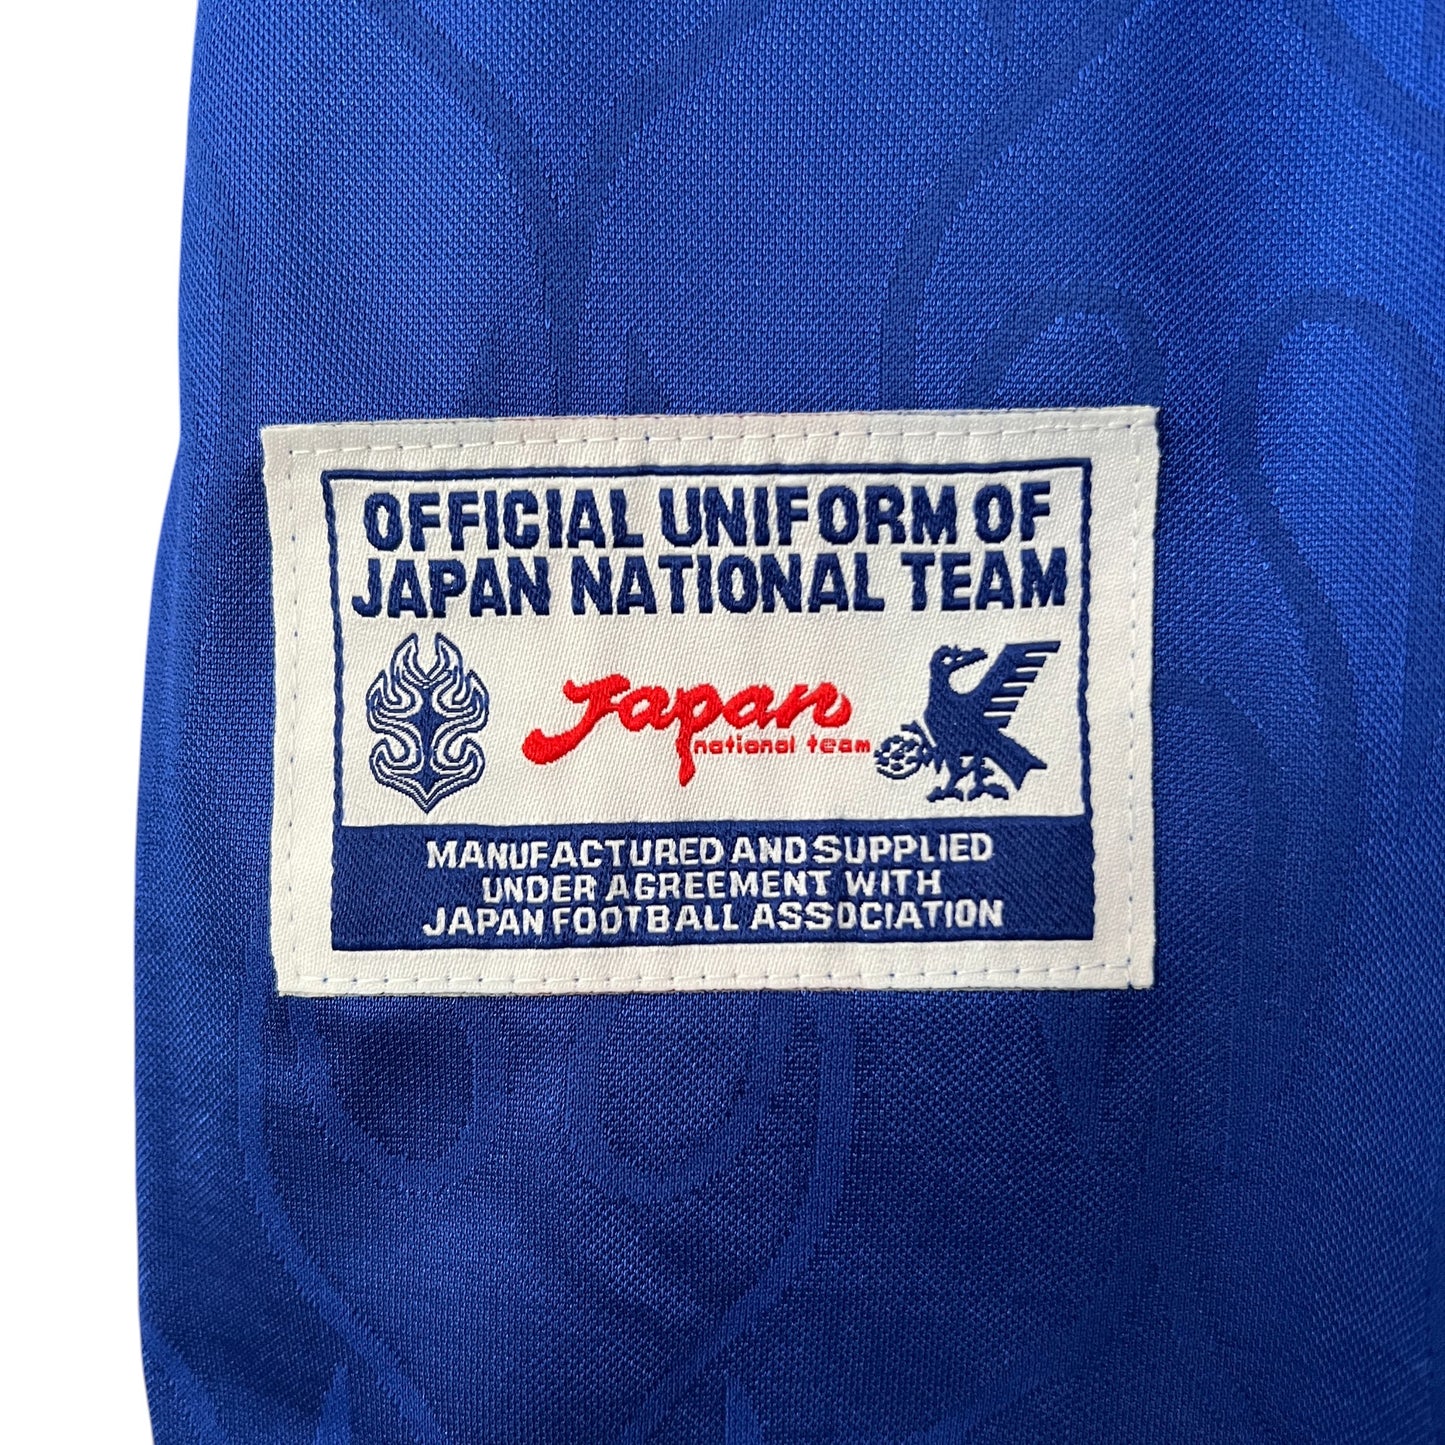 OFFICIAL UNIFORM OF
JAPAN NATIONAL TEAM
Japan
national team
MANUFACTURED AND SUPPLIED
UNDER AGREEMENT WITH
JAPAN FOOTBALL ASSOCIATION